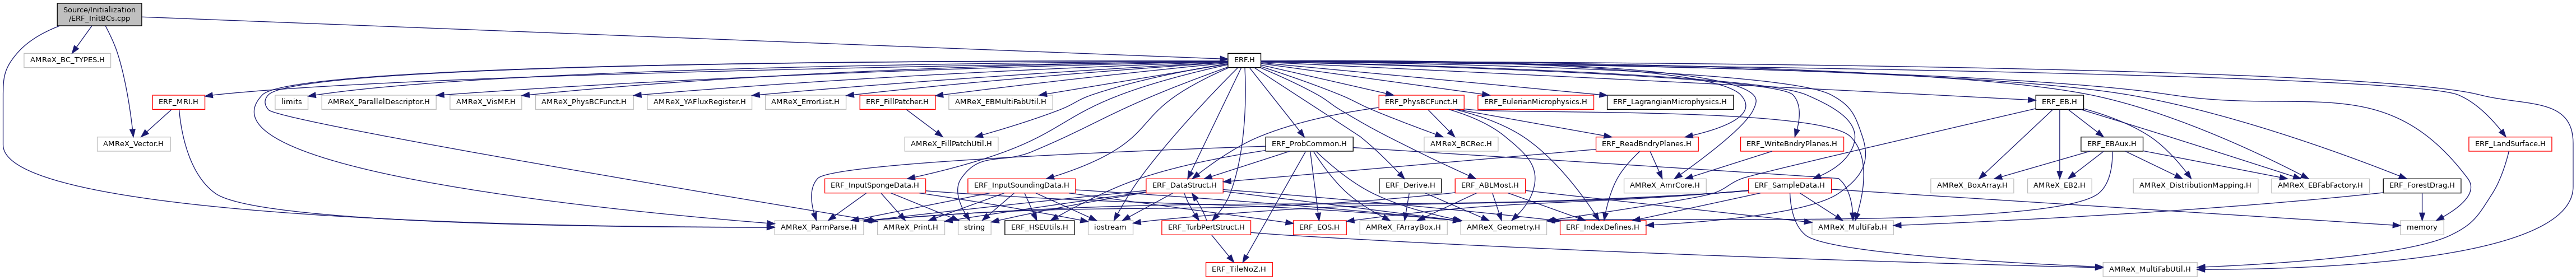 Source/Initialization
/ERF_InitBCs.cpp
AMReX_BC_TYPES.H
ERF.H
ERF_MRI.H
limits
AMReX_ParallelDescriptor.H
AMReX_VisMF.H
AMReX_PhysBCFunct.H
AMReX_YAFluxRegister.H
AMReX_ErrorList.H
ERF_FillPatcher.H
AMReX_EBMultiFabUtil.H
ERF_PhysBCFunct.H
ERF_EulerianMicrophysics.H
ERF_LagrangianMicrophysics.H
ERF_EB.H
AMReX_Vector.H
AMReX_FillPatchUtil.H
ERF_ProbCommon.H
AMReX_BCRec.H
ERF_ReadBndryPlanes.H
ERF_WriteBndryPlanes.H
ERF_EBAux.H
ERF_LandSurface.H
ERF_InputSpongeData.H
ERF_InputSoundingData.H
ERF_DataStruct.H
ERF_Derive.H
ERF_ABLMost.H
AMReX_AmrCore.H
ERF_SampleData.H
AMReX_BoxArray.H
AMReX_EB2.H
AMReX_DistributionMapping.H
AMReX_EBFabFactory.H
ERF_ForestDrag.H
AMReX_ParmParse.H
AMReX_Print.H
string
ERF_HSEUtils.H
iostream
ERF_TurbPertStruct.H
ERF_EOS.H
AMReX_FArrayBox.H
AMReX_Geometry.H
ERF_IndexDefines.H
AMReX_MultiFab.H
memory
ERF_TileNoZ.H
AMReX_MultiFabUtil.H